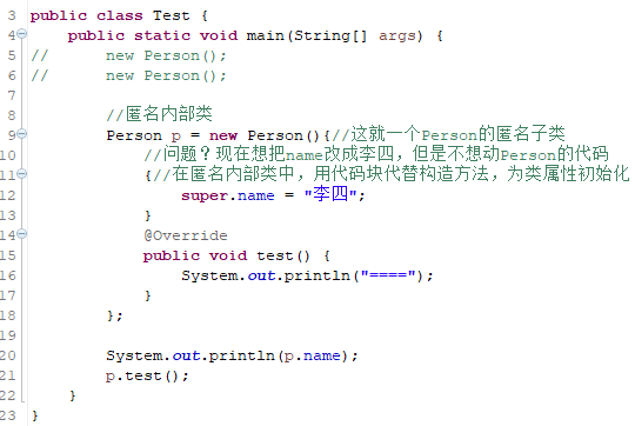 3 public class Test {
4 public static void main(String[] args) {
5 // new Person();
6 // new Person();
7
8 //匿名内部类
9 Person p = new Person(){//这就一个Person的匿名子类
10 //问题？现在想把name改成李四，但是不想动Person的代码
11 {//在匿名内部类中，用代码块代替构造方法，为类属性初始化
12 super.name = "李四";
13 }
14 @Override
15 public void test() {
16 System.out.println("====");
17 }
18 };
19
20 System.out.println(p.name);
21 p.test();
22 }
23 }